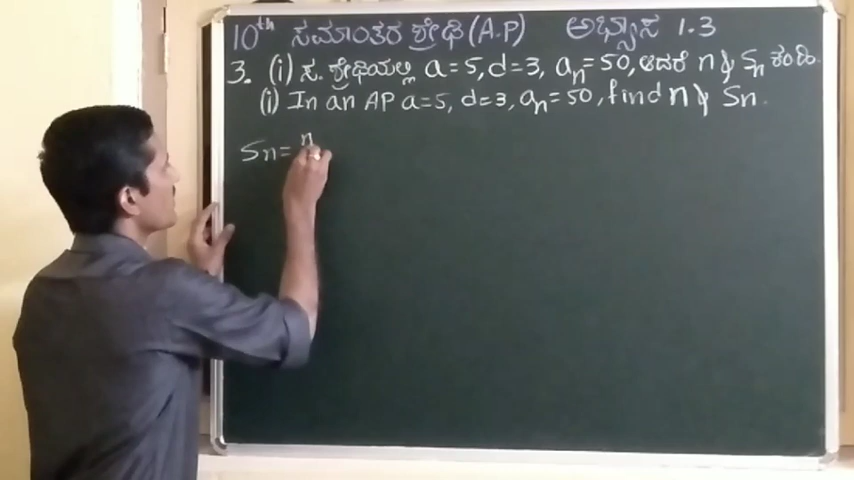 10th ಸಮಾಂತರ ಶ್ರೇಢಿ (A.P) ಅಭ್ಯಾಸ 1.3
3. (i) ಸ. ಶ್ರೇಢಿಯಲ್ಲಿ a=5, d=3, an=50, ಆದರೆ n & Sn ಕಂಡಿ.
(i) In an AP a=5, d=3, an=50, find n & Sn.
Sn= n